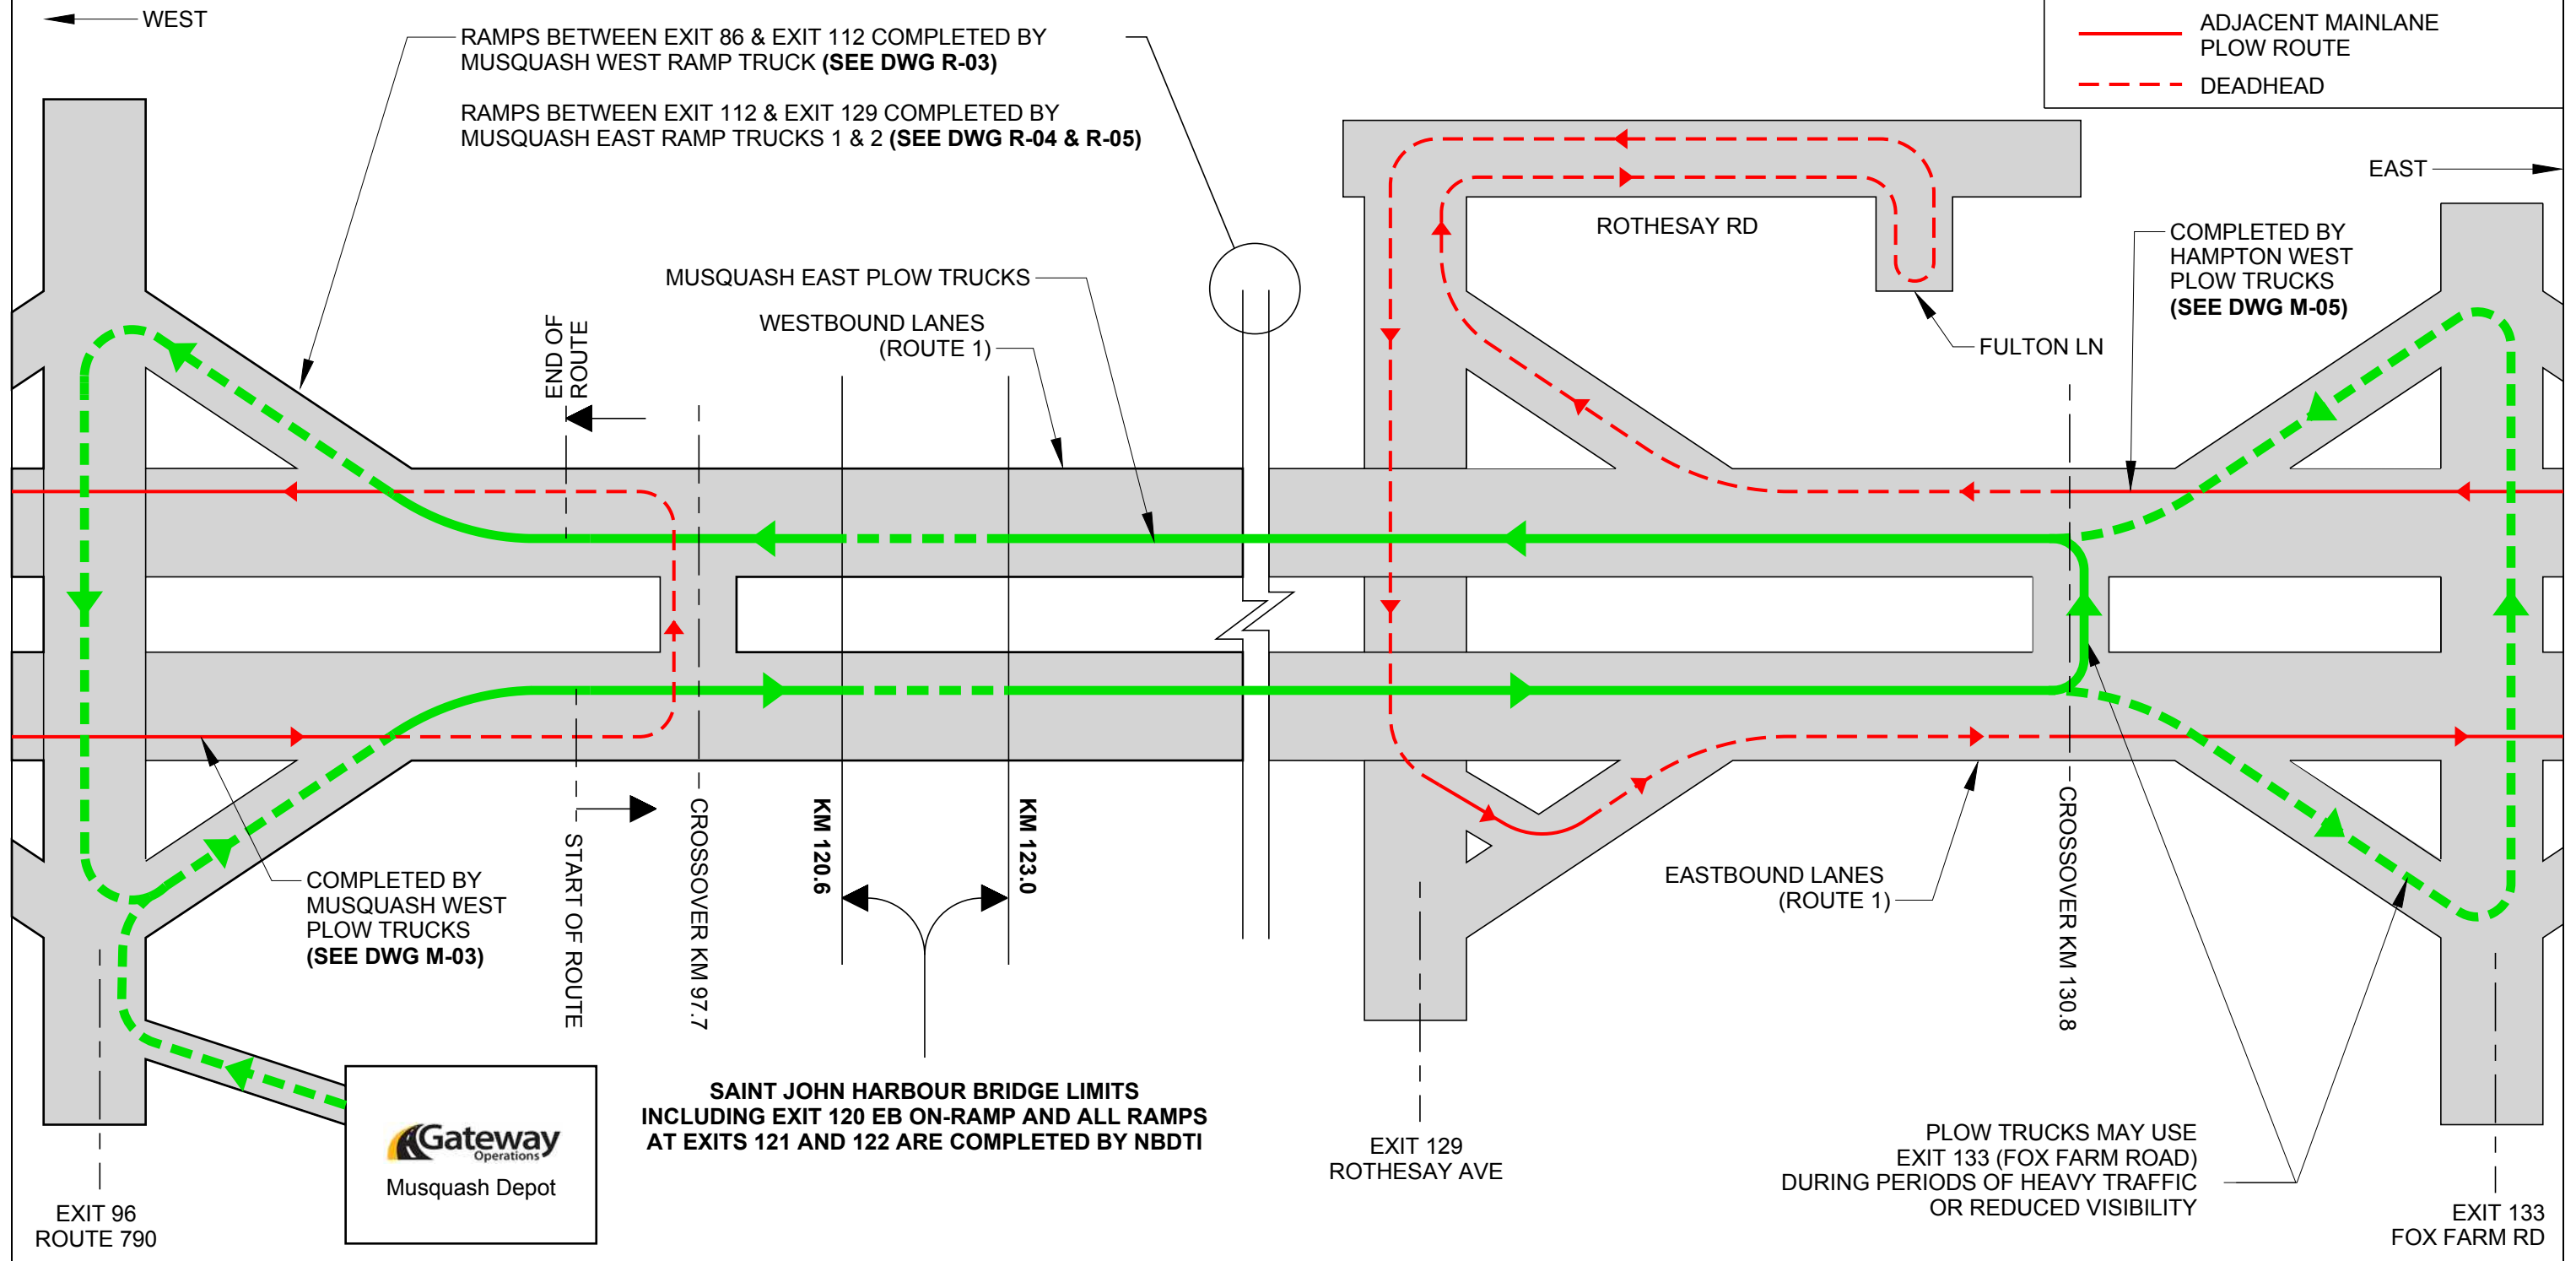 WEST
RAMPS BETWEEN EXIT 86 & EXIT 112 COMPLETED BY
MUSQUASH WEST RAMP TRUCK (SEE DWG R-03)
RAMPS BETWEEN EXIT 112 & EXIT 129 COMPLETED BY
MUSQUASH EAST RAMP TRUCKS 1 & 2 (SEE DWG R-04 & R-05)
ADJACENT MAINLANE
PLOW ROUTE
DEADHEAD
EAST
ROTHESAY RD
COMPLETED BY
HAMPTON WEST
PLOW TRUCKS
(SEE DWG M-05)
MUSQUASH EAST PLOW TRUCKS
WESTBOUND LANES
(ROUTE 1)
END OF
ROUTE
FULTON LN
START OF ROUTE
CROSSOVER KM 97.7
KM 120.6
KM 123.0
CROSSOVER KM 130.8
COMPLETED BY
MUSQUASH WEST
PLOW TRUCKS
(SEE DWG M-03)
EASTBOUND LANES
(ROUTE 1)
SAINT JOHN HARBOUR BRIDGE LIMITS
INCLUDING EXIT 120 EB ON-RAMP AND ALL RAMPS
AT EXITS 121 AND 122 ARE COMPLETED BY NBDTI
Gateway
Operations
Musquash Depot
EXIT 96
ROUTE 790
EXIT 129
ROTHESAY AVE
PLOW TRUCKS MAY USE
EXIT 133 (FOX FARM ROAD)
DURING PERIODS OF HEAVY TRAFFIC
OR REDUCED VISIBILITY
EXIT 133
FOX FARM RD